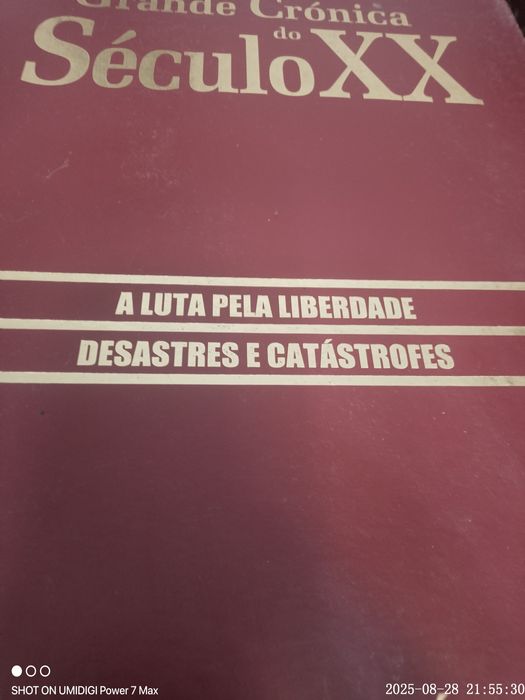 Grande Crónica
do
Século XX
A LUTA PELA LIBERDADE
DESASTRES E CATÁSTROFES
SHOT ON UMIDIGI Power 7 Max
2025-08-28 21:55:30